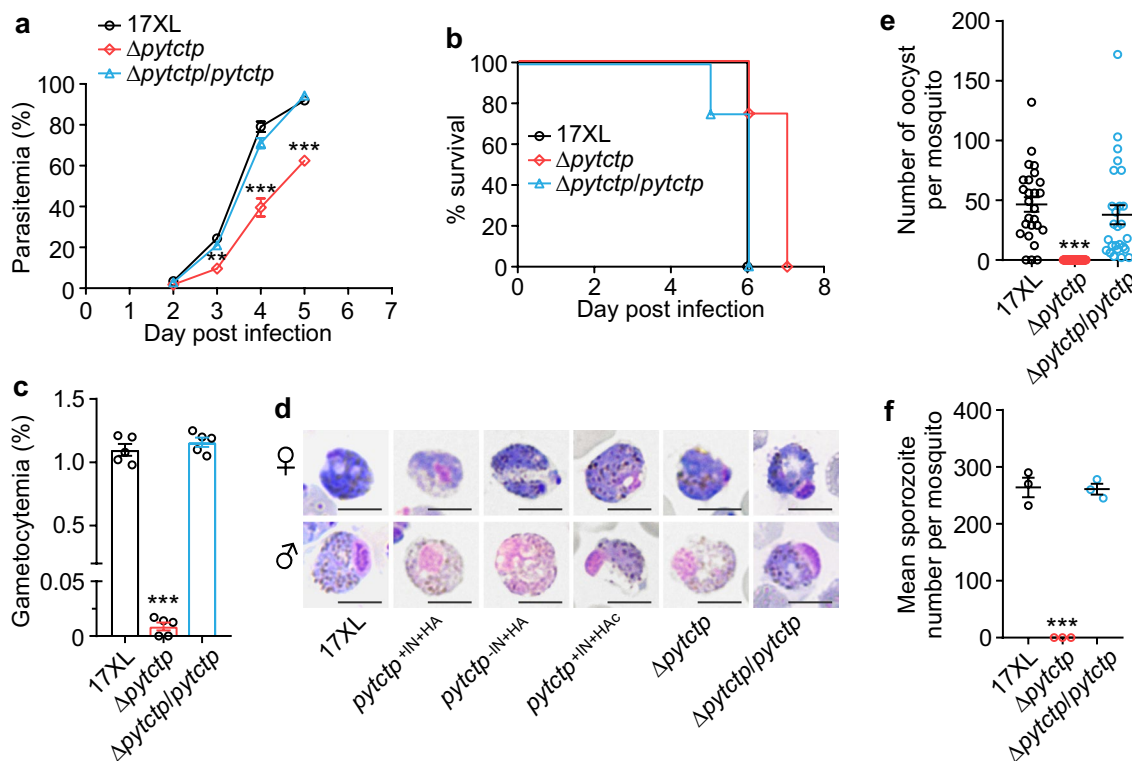 a
17XL
Δpytctp
Δpytctp/pytctp
Parasitemia (%)
100
80
60
40
20
0
**
***
***
0 1 2 3 4 5 6 7
Day post infection
b
% survival
100
80
60
40
20
0
17XL
Δpytctp
Δpytctp/pytctp
0 2 4 6 8
Day post infection
e
Number of oocyst
per mosquito
200
150
100
50
0
***
17XL
Δpytctp
Δpytctp/pytctp
c
Gametocytemia (%)
1.5
1.0
0.5
0.05
0
***
17XL
Δpytctp
Δpytctp/pytctp
d
♀
♂
17XL
pytctp+IN+HA
pytctp-IN+HA
pytctp+IN+HAc
Δpytctp
Δpytctp/pytctp
f
Mean sporozoite
number per mosquito
400
300
200
100
0
***
17XL
Δpytctp
Δpytctp/pytctp